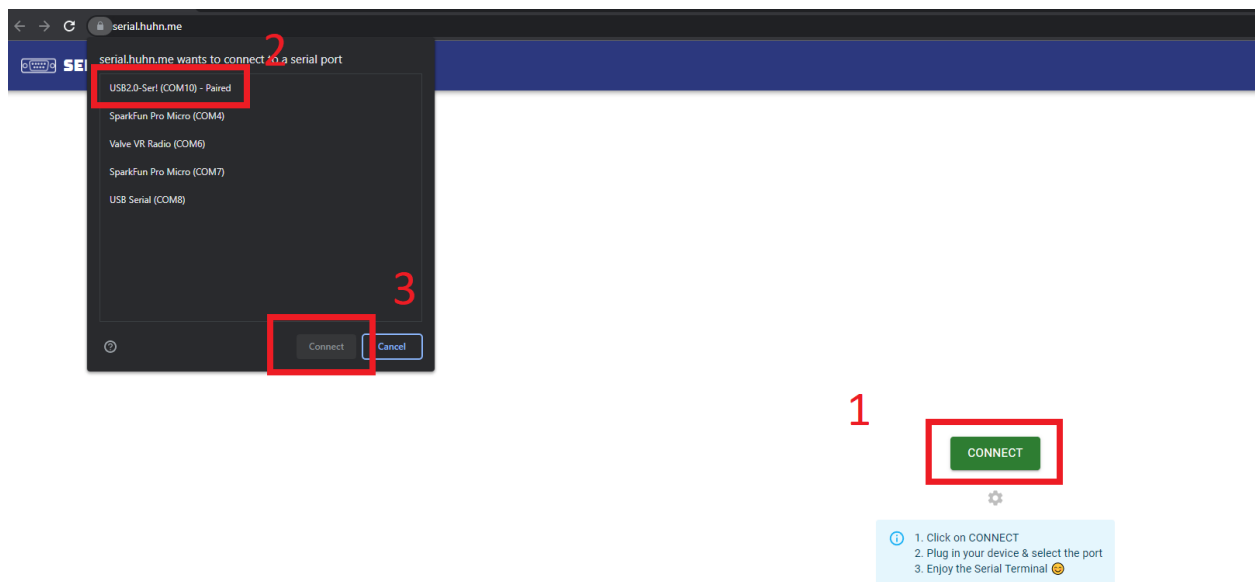 serial.huhn.me
SE
serial.huhn.me wants to connect to a serial port
2
USB2.0-Ser! (COM10) - Paired
SparkFun Pro Micro (COM4)
Valve VR Radio (COM6)
SparkFun Pro Micro (COM7)
USB Serial (COM8)
3
Connect
Cancel
1
CONNECT
1. Click on CONNECT
2. Plug in your device & select the port
3. Enjoy the Serial Terminal 😊